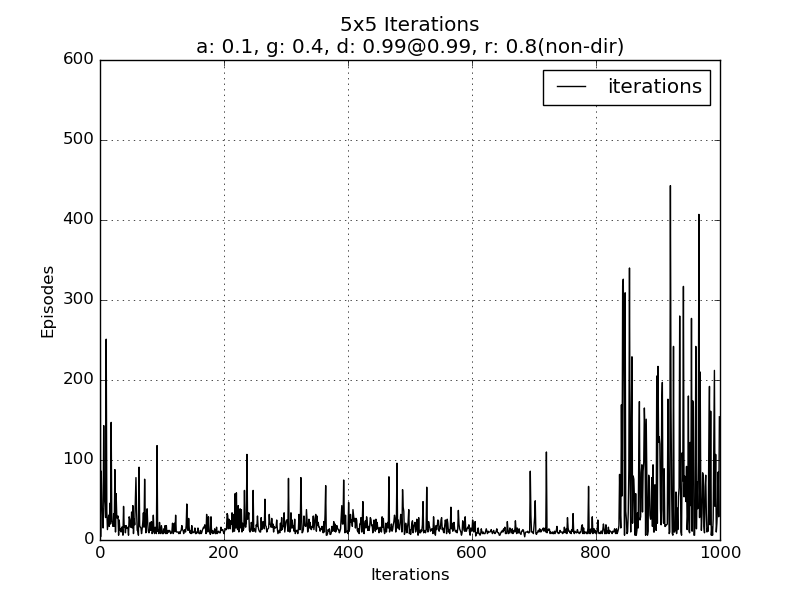 5x5 Iterations
a: 0.1, g: 0.4, d: 0.99@0.99, r: 0.8(non-dir)
600
iterations
500
400
300
200
100
0
Episodes
0 200 400 600 800 1000
Iterations